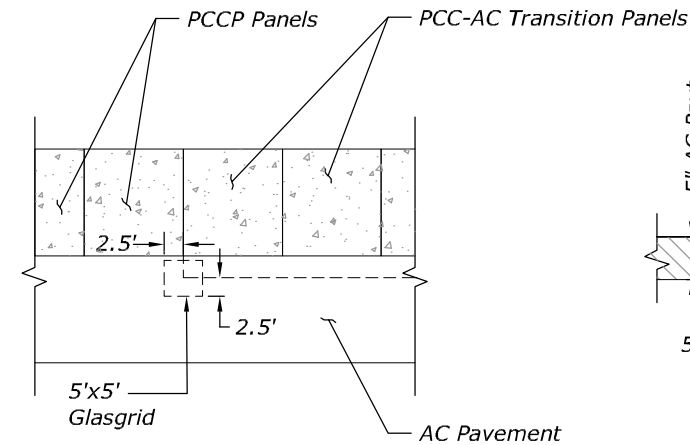 PCCP Panels
PCC-AC Transition Panels
2.5'
2.5'
5'x5'
Glasgrid
AC Pavement